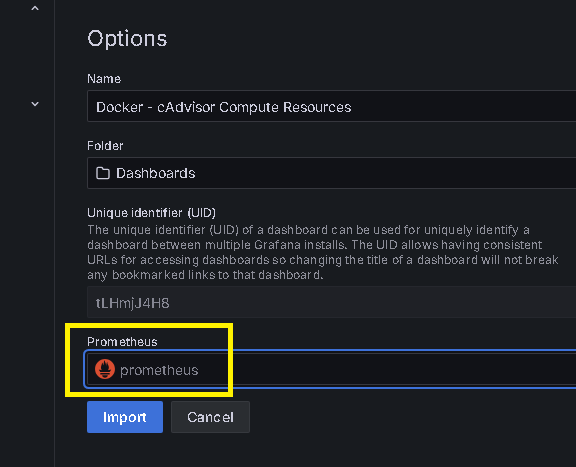 Options
Name
Docker - cAdvisor Compute Resources
Folder
Dashboards
Unique identifier (UID)
The unique identifier (UID) of a dashboard can be used for uniquely identify a
dashboard between multiple Grafana installs. The UID allows having consistent
URLs for accessing dashboards so changing the title of a dashboard will not break
any bookmarked links to that dashboard.
tLHmjJ4H8
Prometheus
prometheus
Import Cancel